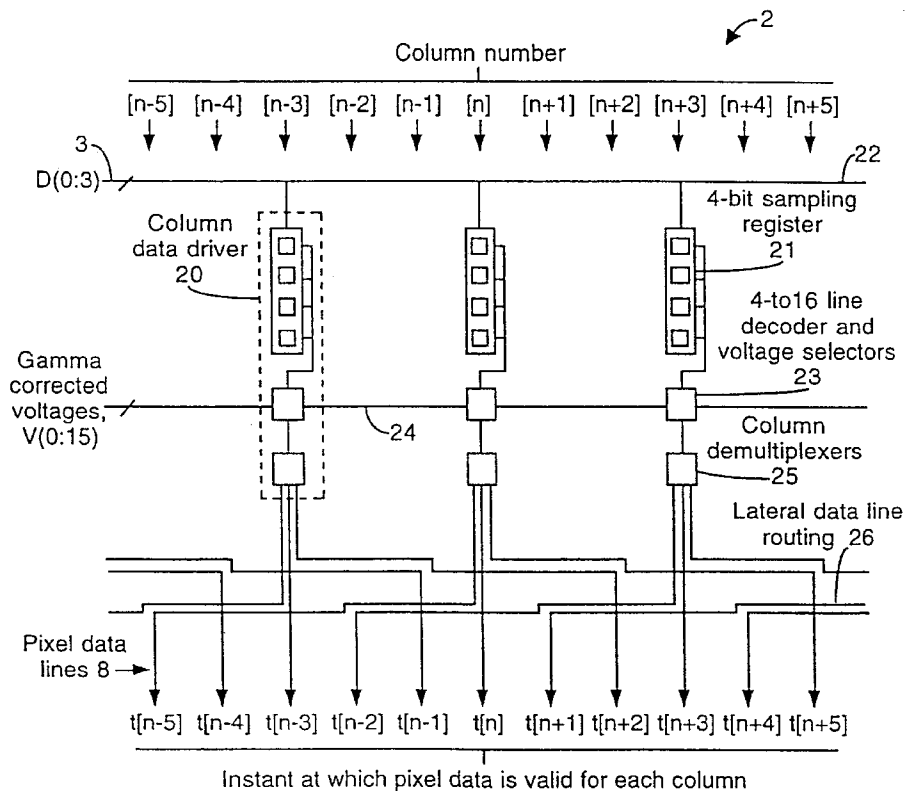 2
Column number
[n-5] [n-4] [n-3] [n-2] [n-1] [n] [n+1] [n+2] [n+3] [n+4] [n+5]
3
22
D(0:3)
Column
data driver
20
4-bit sampling
register
21
4-to16 line
decoder and
voltage selectors
23
Gamma
corrected
voltages,
V(0:15)
24
Column
demultiplexers
25
Lateral data line
routing 26
Pixel data
lines 8
t[n-5] t[n-4] t[n-3] t[n-2] t[n-1] t[n] t[n+1] t[n+2] t[n+3] t[n+4] t[n+5]
Instant at which pixel data is valid for each column